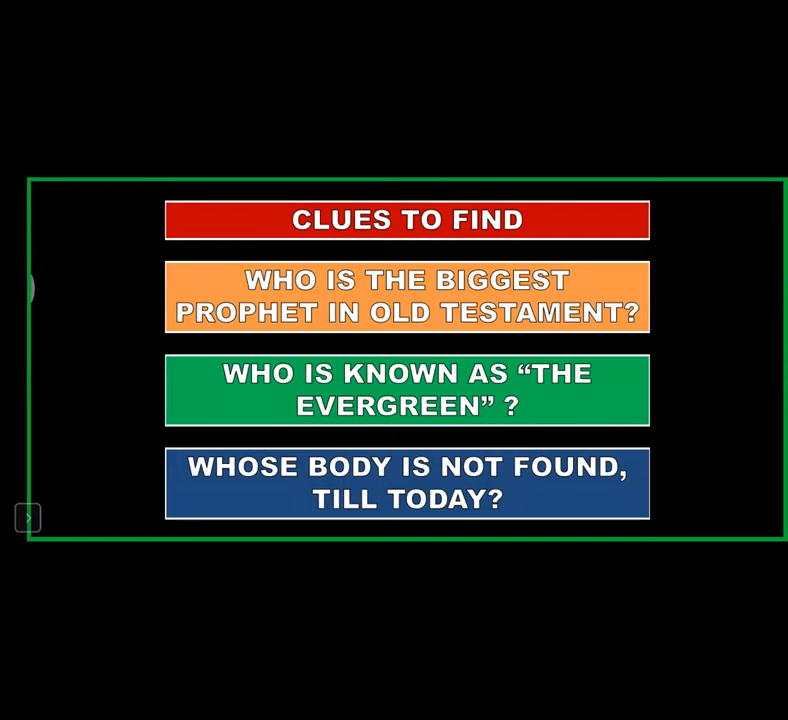 CLUES TO FIND
WHO IS THE BIGGEST
PROPHET IN OLD TESTAMENT?
WHO IS KNOWN AS “THE
EVERGREEN” ?
WHOSE BODY IS NOT FOUND,
TILL TODAY?